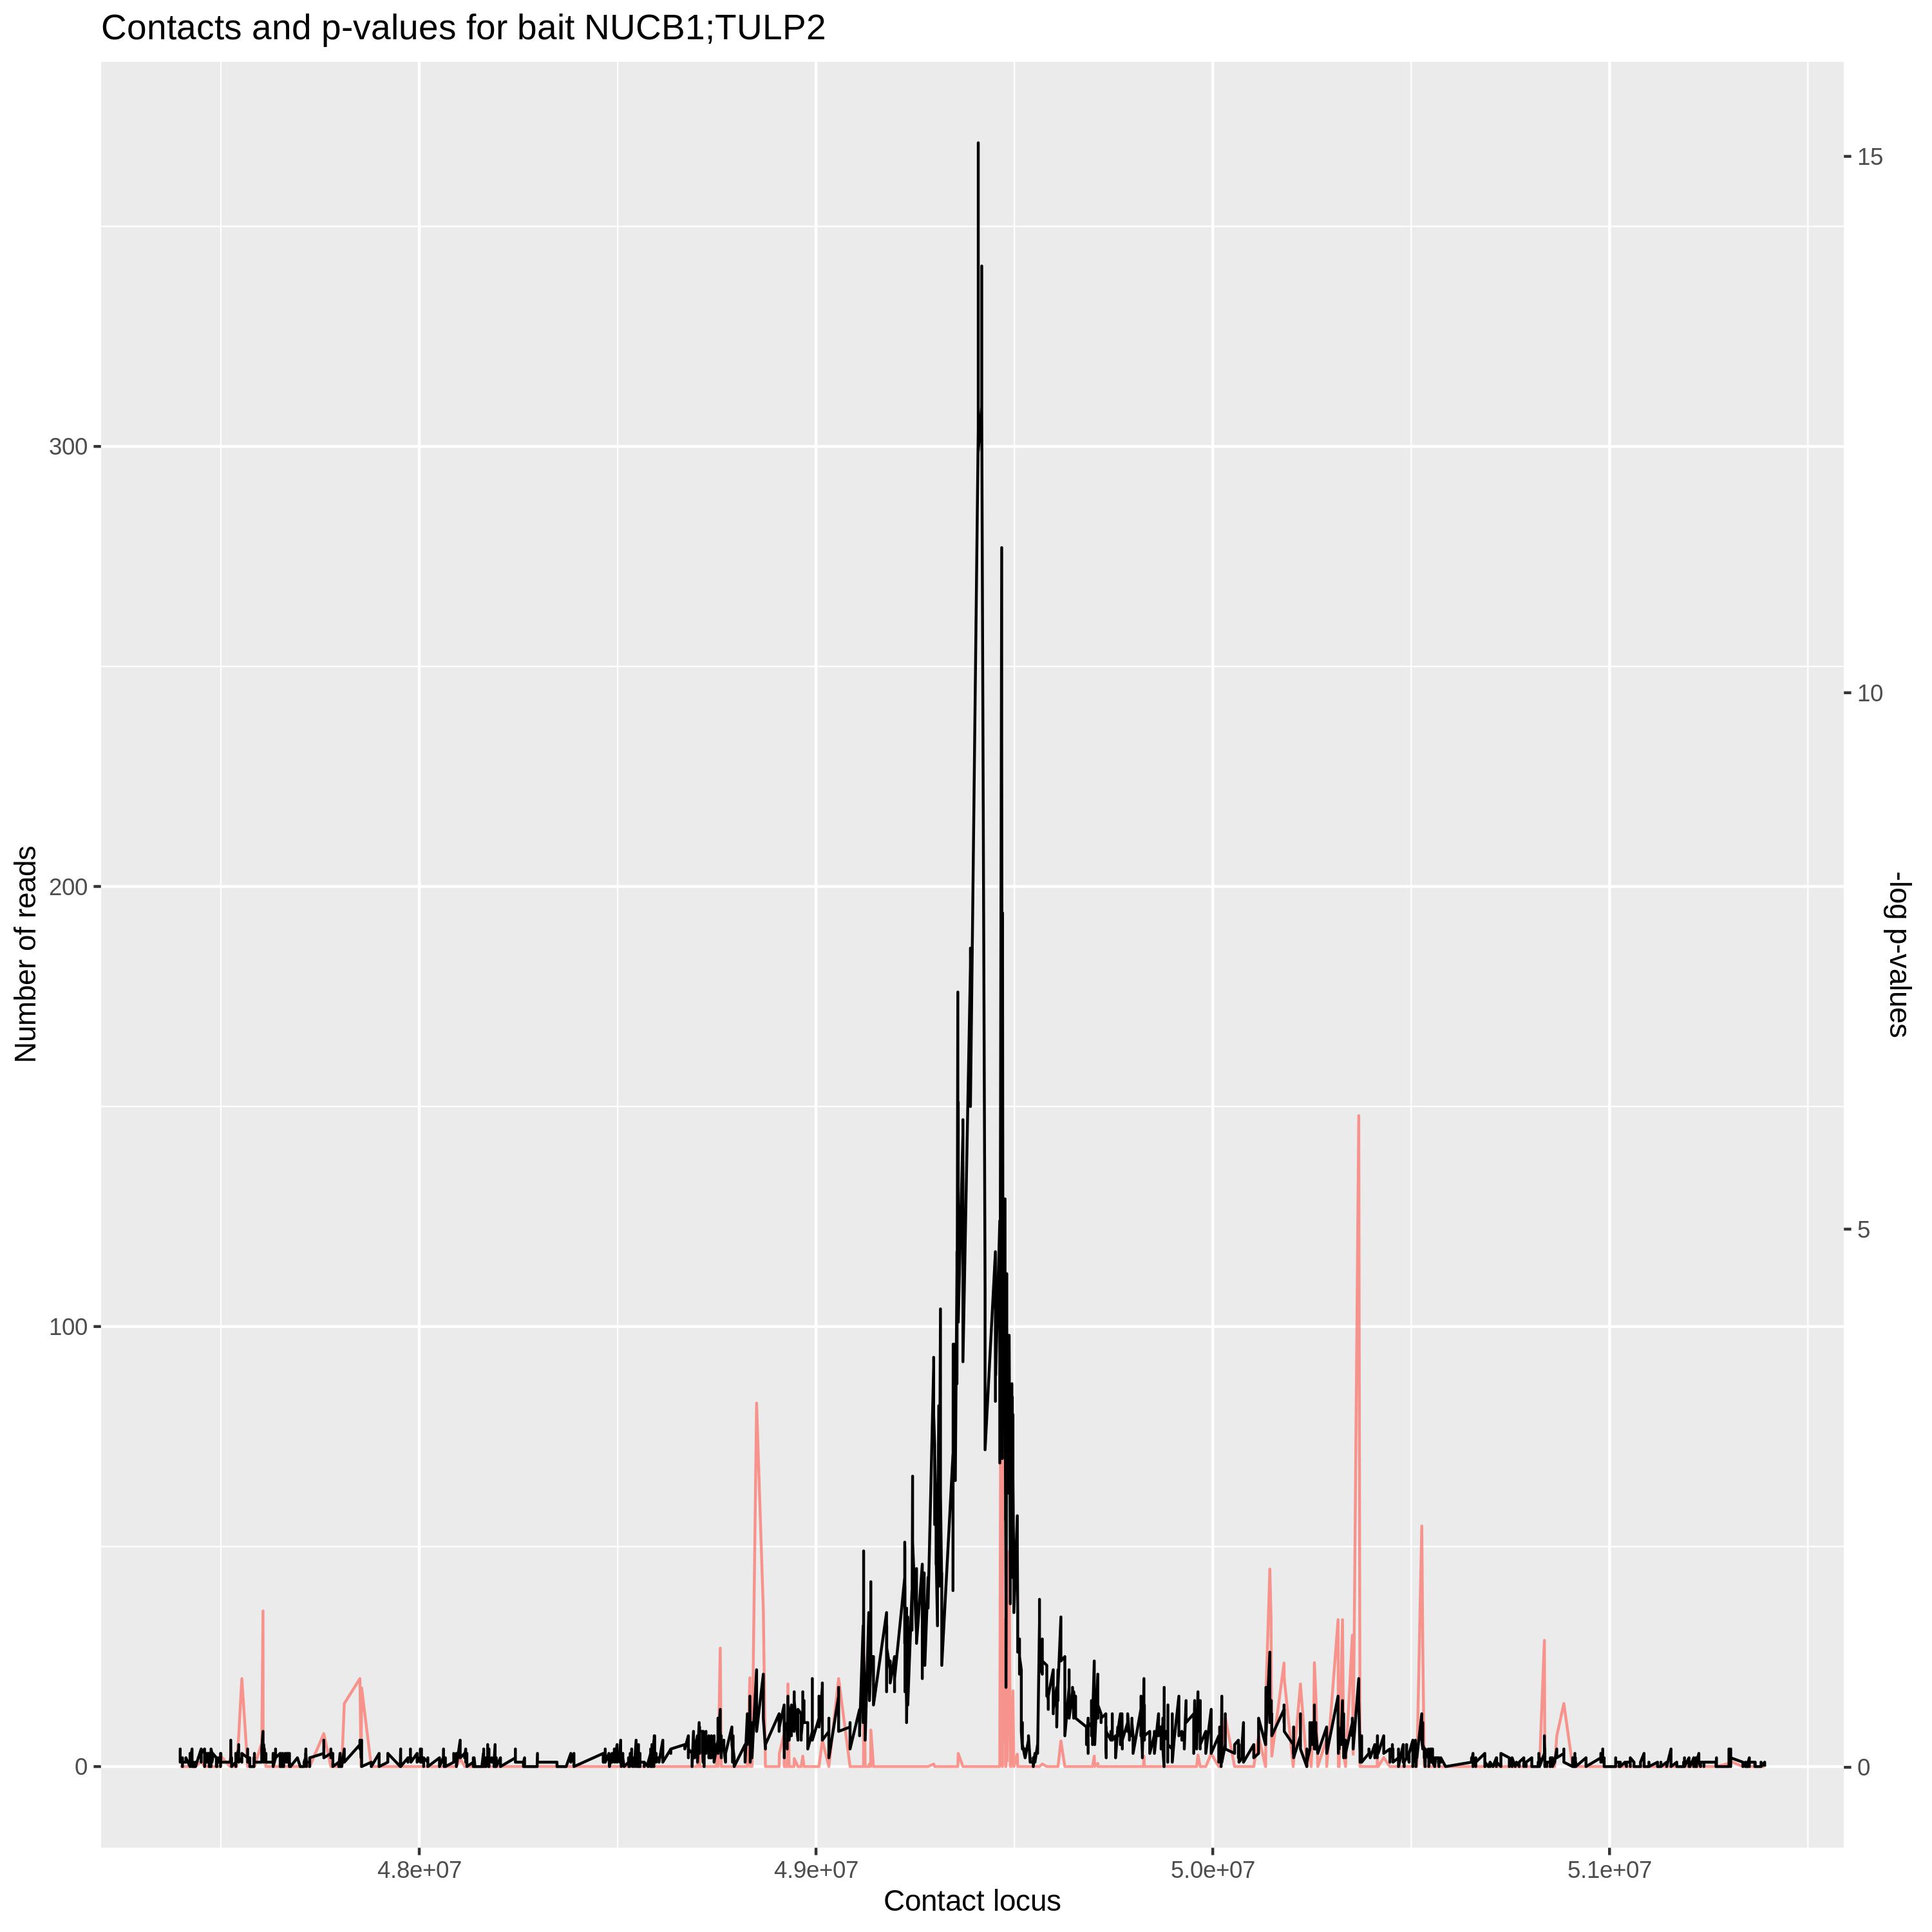 Contacts and p-values for bait NUCB1;TULP2
Number of reads
300
200
100
0
15
10
5
0
-log p-values
4.8e+07
4.9e+07
5.0e+07
5.1e+07
Contact locus